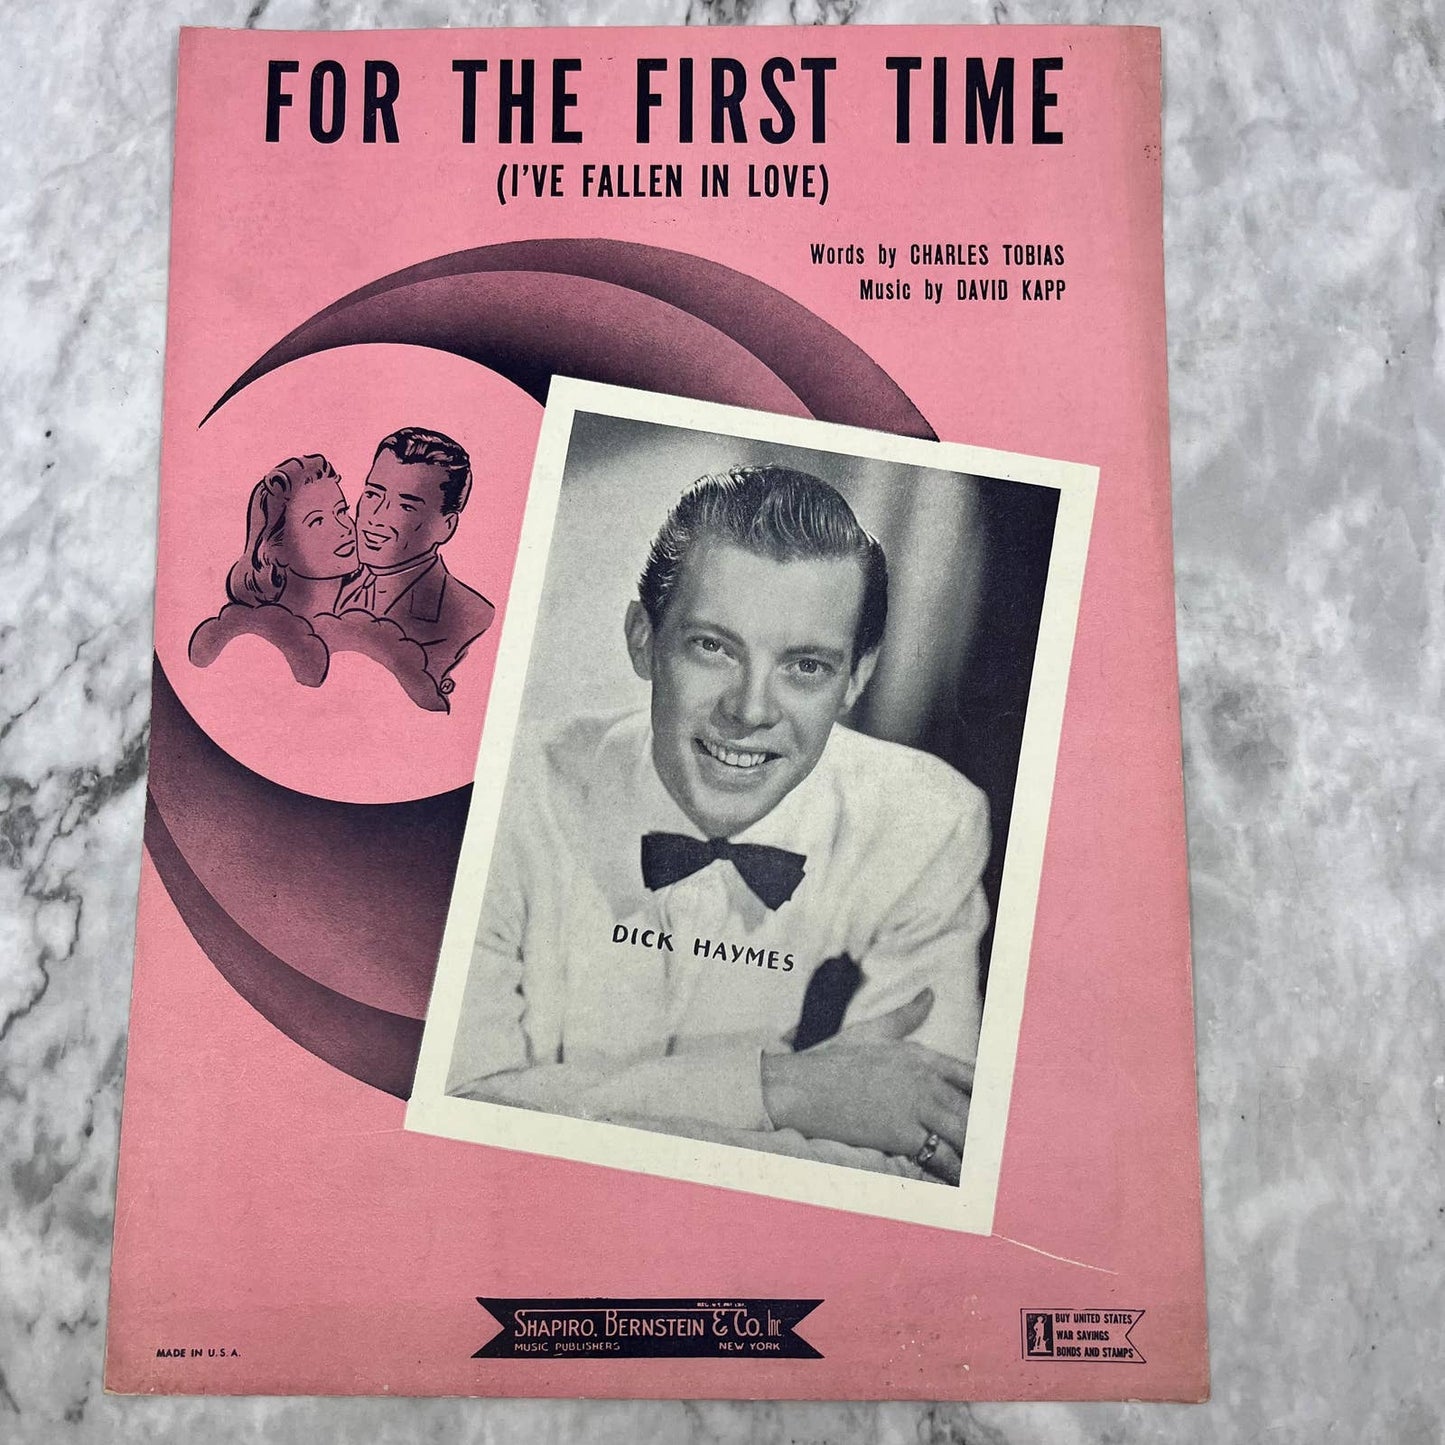 FOR THE FIRST TIME
(I'VE FALLEN IN LOVE)
Words by CHARLES TOBIAS
Music by DAVID KAPP
DICK HAYMES
SHAPIRO, BERNSTEIN & CO. Inc.
MUSIC PUBLISHERS NEW YORK
MADE IN U.S.A.
BUY UNITED STATES
WAR SAVINGS
BONDS AND STAMPS